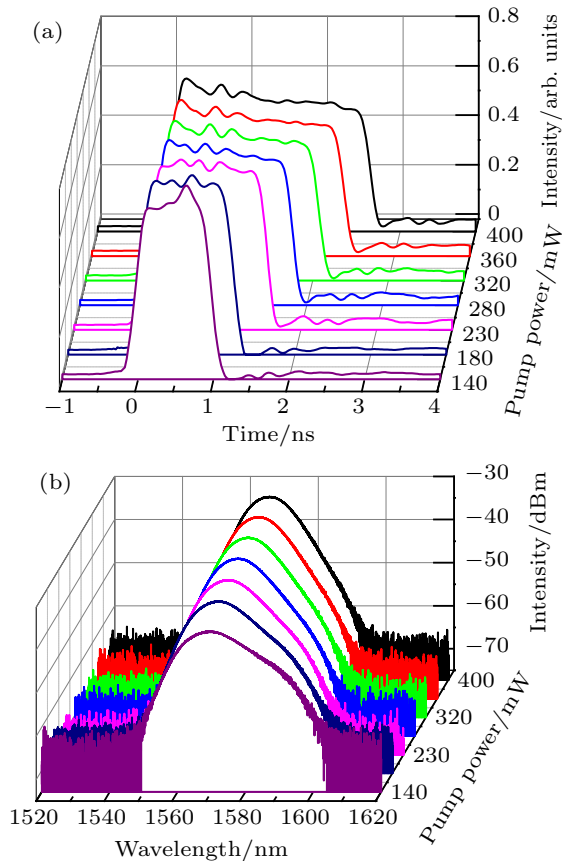 (a)
0.8
0.6
0.4
0.2
0
Intensity/arb. units
400
360
320
280
230
180
140
Pump power/mW
−1 0 1 2 3 4
Time/ns
(b)
−30
−40
−50
−60
−70
Intensity/dBm
400
320
230
140
Pump power/mW
1520 1540 1560 1580 1600 1620
Wavelength/nm